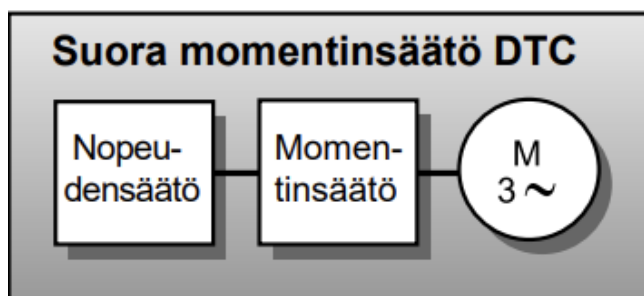 Suora momentinsäätö DTC
Nopeu-
densäätö
Momen-
tinsäätö
M
3 ~